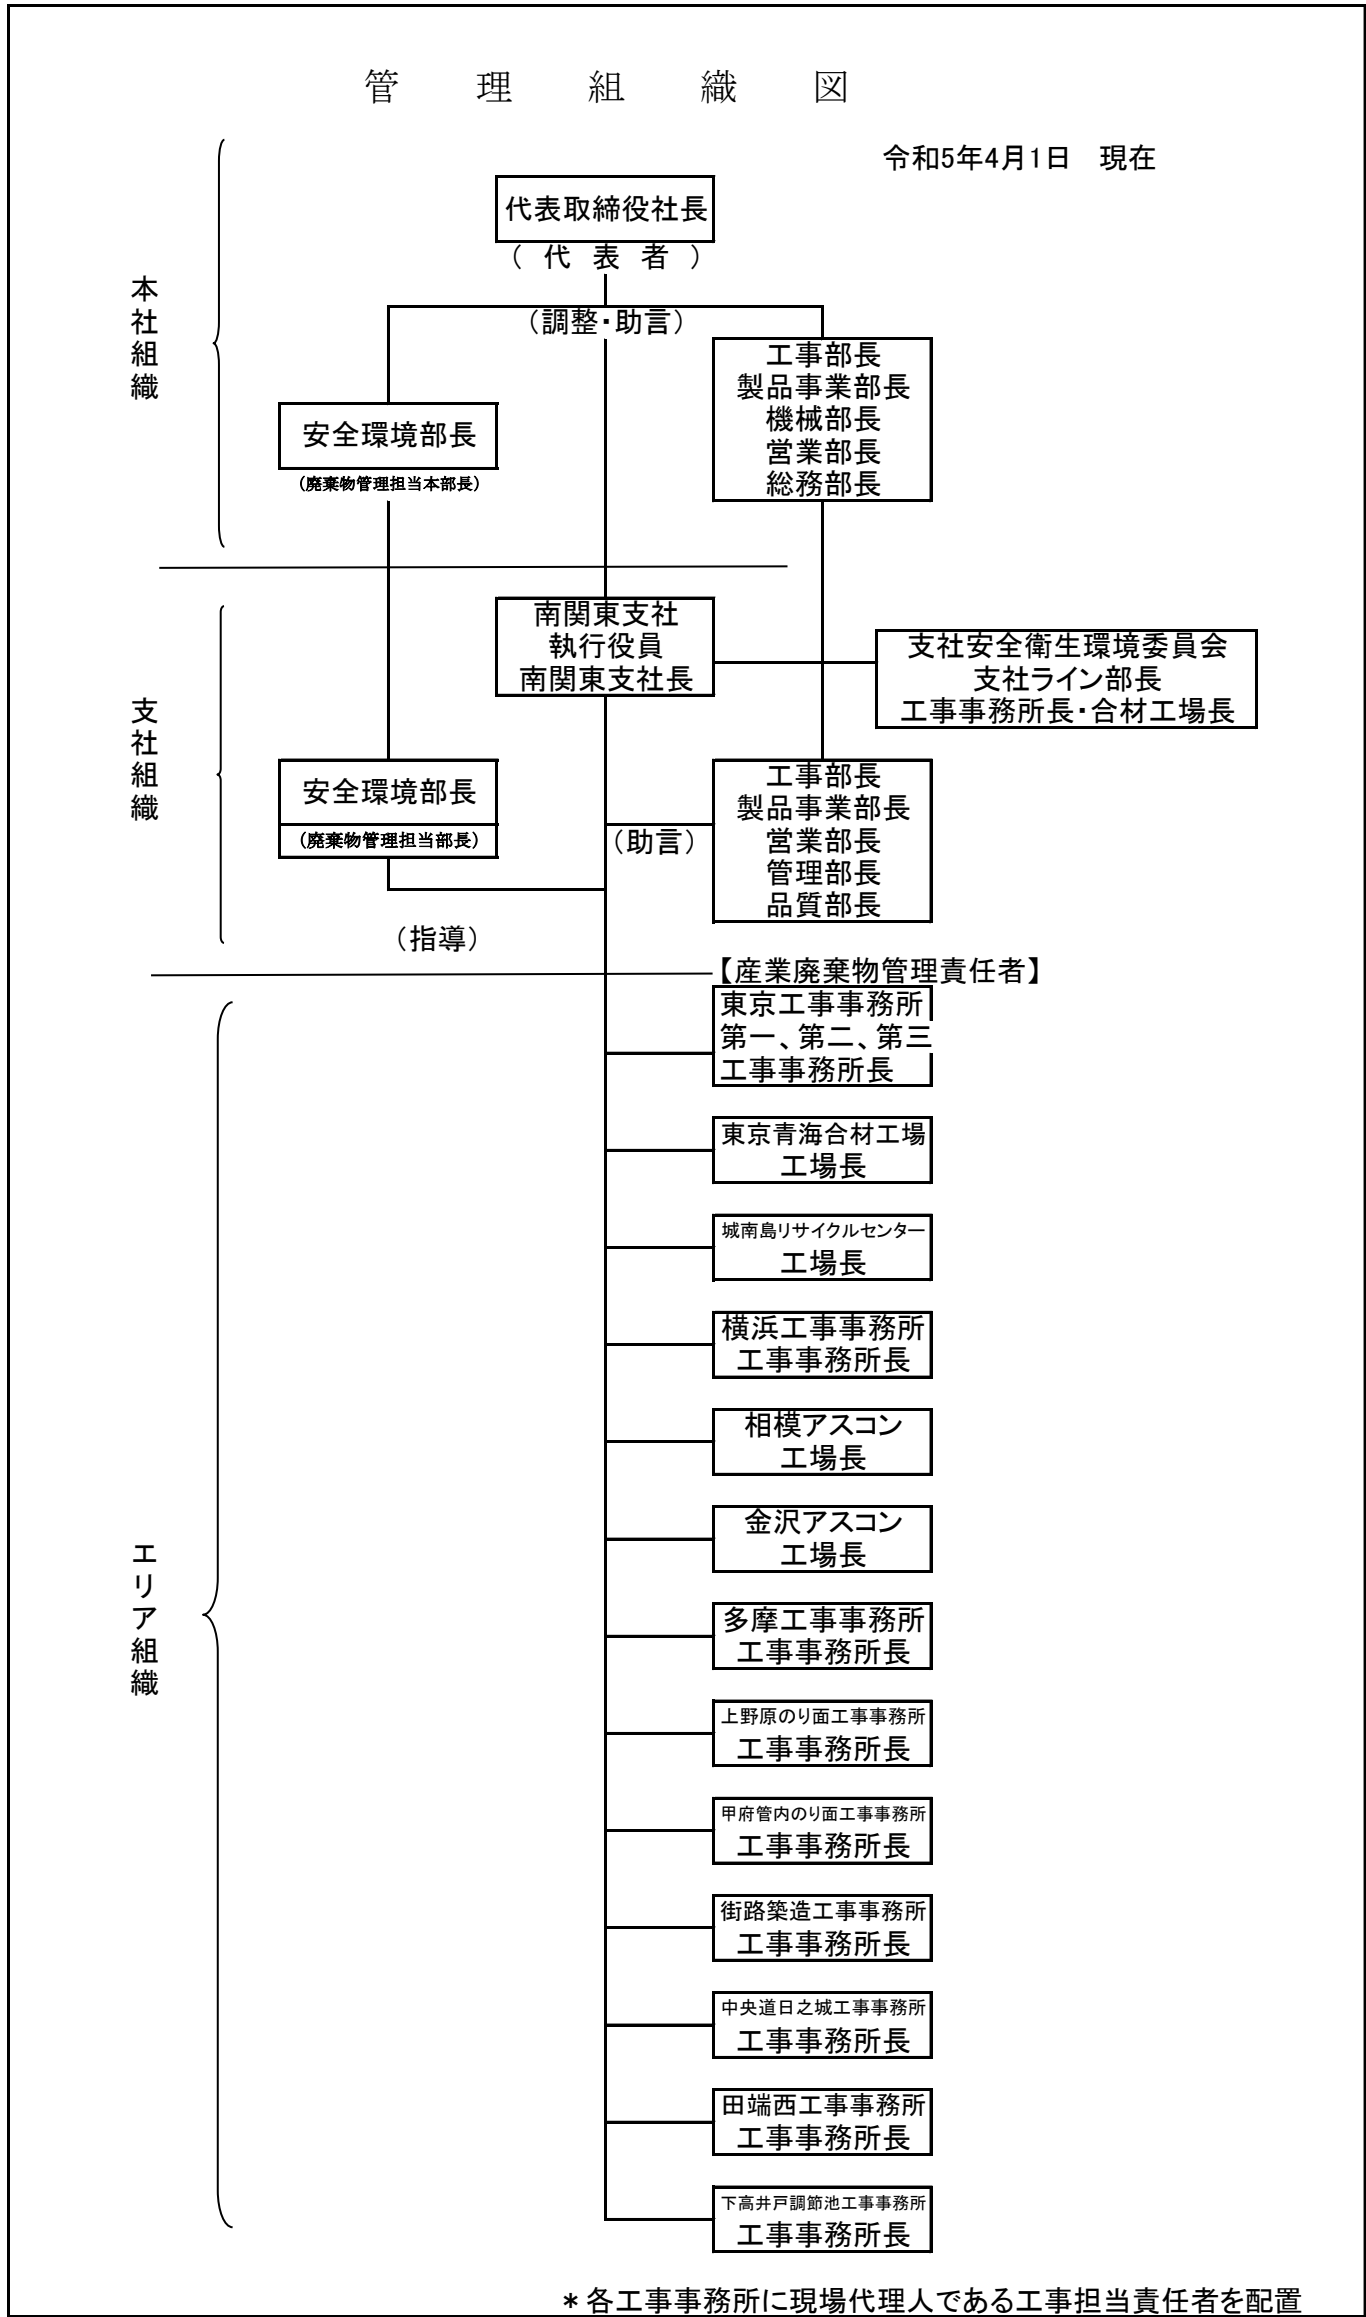 管理組織図
令和5年4月1日　現在
本社組織
代表取締役社長
（代表者）
（調整・助言）
工事部長
製品事業部長
機械部長
営業部長
総務部長
安全環境部長
（廃棄物管理担当本部長）
支社組織
南関東支社
執行役員
南関東支社長
支社安全衛生環境委員会
支社ライン部長
工事事務所長・合材工場長
安全環境部長
（廃棄物管理担当部長）
（助言）
工事部長
製品事業部長
営業部長
管理部長
品質部長
（指導）
【産業廃棄物管理責任者】
エリア組織
東京工事事務所
第一、第二、第三
工事事務所長
東京青海合材工場
工場長
城南島リサイクルセンター
工場長
横浜工事事務所
工事事務所長
相模アスコン
工場長
金沢アスコン
工場長
多摩工事事務所
工事事務所長
上野原のり面工事事務所
工事事務所長
甲府管内のり面工事事務所
工事事務所長
街路築造工事事務所
工事事務所長
中央道日之城工事事務所
工事事務所長
田端西工事事務所
工事事務所長
下高井戸調節池工事事務所
工事事務所長
＊各工事事務所に現場代理人である工事担当責任者を配置